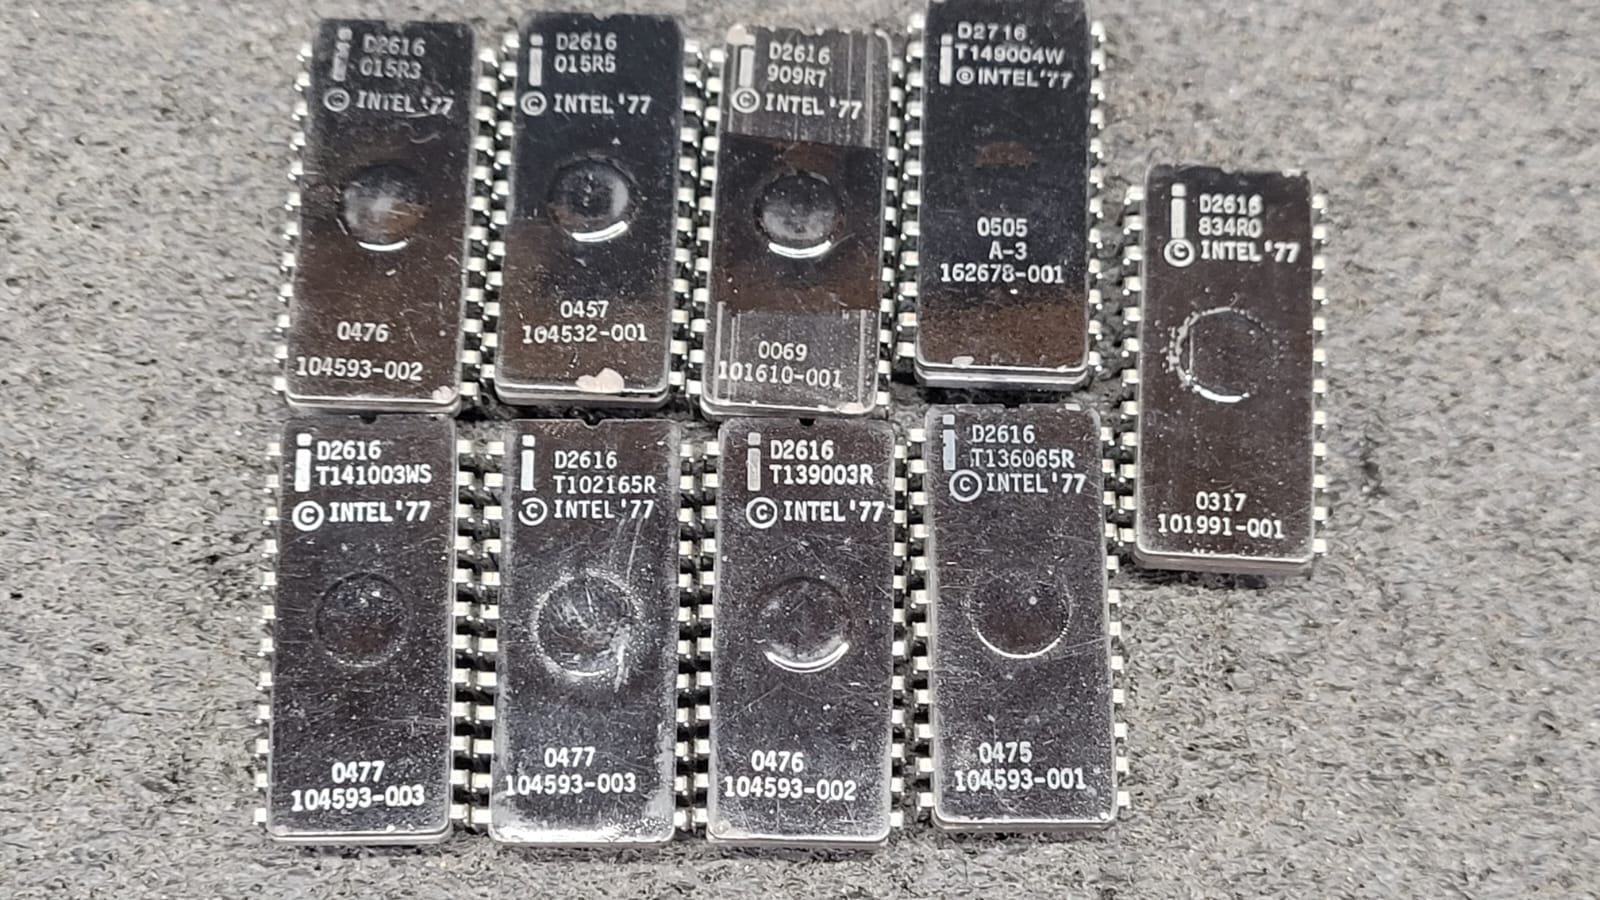 D2616
015R3
© INTEL '77
0476
104593-002
D2616
015R5
© INTEL '77
0457
104532-001
D2616
909R7
© INTEL '77
0069
101610-001
D2716
T149004W
© INTEL '77
0505
A-3
162678-001
D2616
834R0
© INTEL '77
0317
101991-001
D2616
T141003WS
© INTEL '77
0477
104593-003
D2616
T102165R
© INTEL '77
0477
104593-003
D2616
T139003R
© INTEL '77
0476
104593-002
D2616
T136065R
© INTEL '77
0475
104593-001